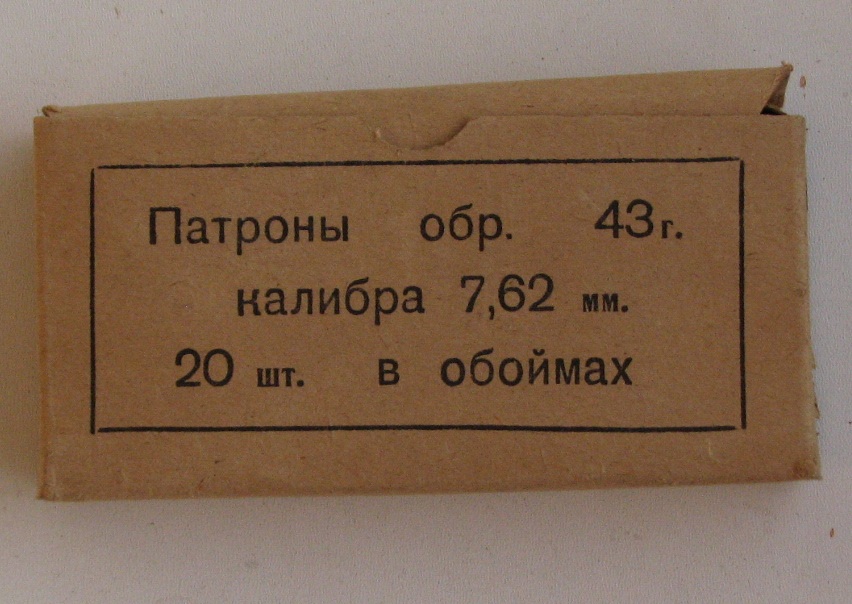 Патроны обр. 43г.
калибра 7,62 мм.
20 шт. в обоймах